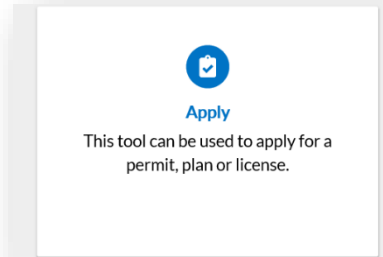 Apply
This tool can be used to apply for a
permit, plan or license.